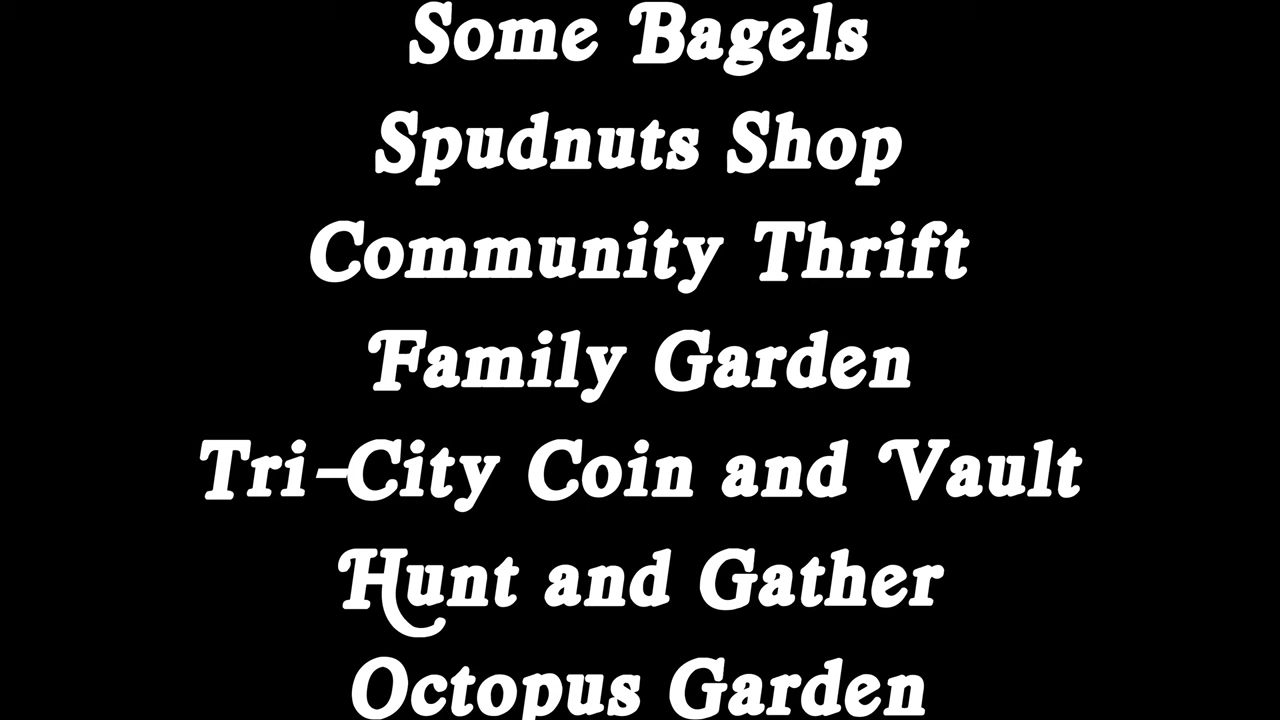 Some Bagels
Spudnuts Shop
Community Thrift
Family Garden
Tri-City Coin and Vault
Hunt and Gather
Octopus Garden